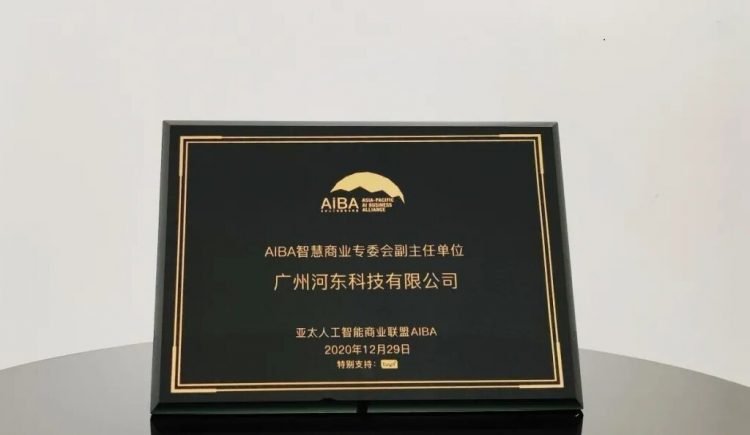 AIBA
ASIA-PACIFIC
AI BUSINESS
ALLIANCE
AIBA智慧商业专委会副主任单位
广州河东科技有限公司
亚太人工智能商业联盟AIBA
2020年12月29日
特别支持: